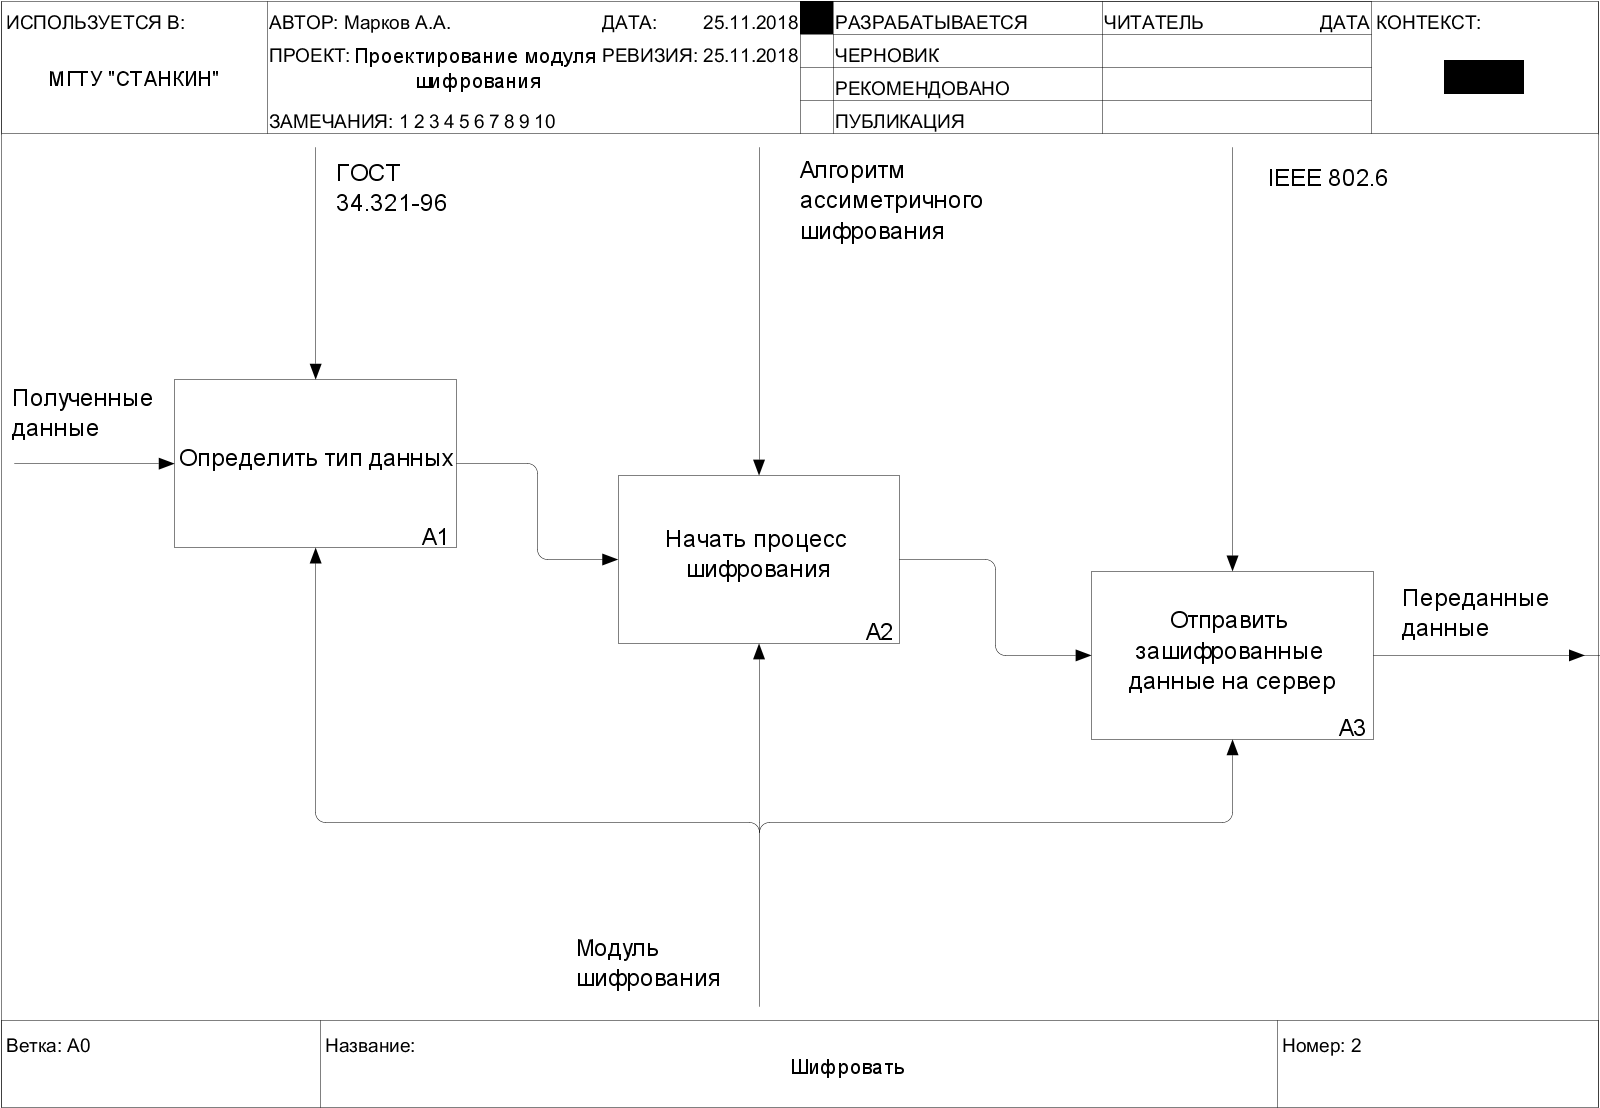 ИСПОЛЬЗУЕТСЯ В:
МГТУ "СТАНКИН"
АВТОР: Марков А.А.
ДАТА: 25.11.2018
ПРОЕКТ: Проектирование модуля
шифрования
РЕВИЗИЯ: 25.11.2018
ЗАМЕЧАНИЯ: 1 2 3 4 5 6 7 8 9 10
РАЗРАБАТЫВАЕТСЯ
ЧЕРНОВИК
РЕКОМЕНДОВАНО
ПУБЛИКАЦИЯ
ЧИТАТЕЛЬ ДАТА
КОНТЕКСТ:
ГОСТ
34.321-96
Алгоритм
ассиметричного
шифрования
IEEE 802.6
Полученные
данные
Определить тип данных
A1
Начать процесс
шифрования
A2
Отправить
зашифрованные
данные на сервер
A3
Переданные
данные
Модуль
шифрования
Ветка: A0
Название:
Шифровать
Номер: 2